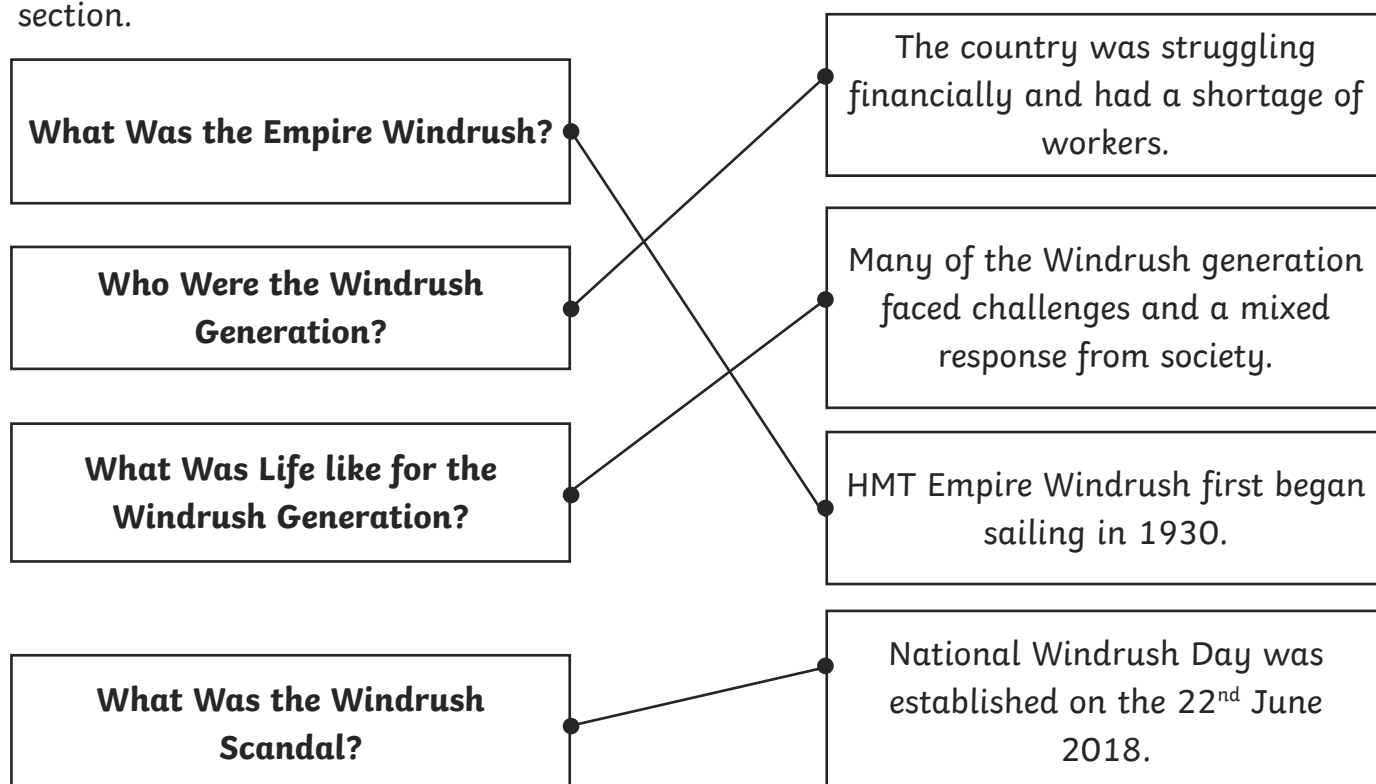 section.
What Was the Empire Windrush?
Who Were the Windrush
Generation?
What Was Life like for the
Windrush Generation?
What Was the Windrush
Scandal?
The country was struggling
financially and had a shortage of
workers.
Many of the Windrush generation
faced challenges and a mixed
response from society.
HMT Empire Windrush first began
sailing in 1930.
National Windrush Day was
established on the 22nd June
2018.